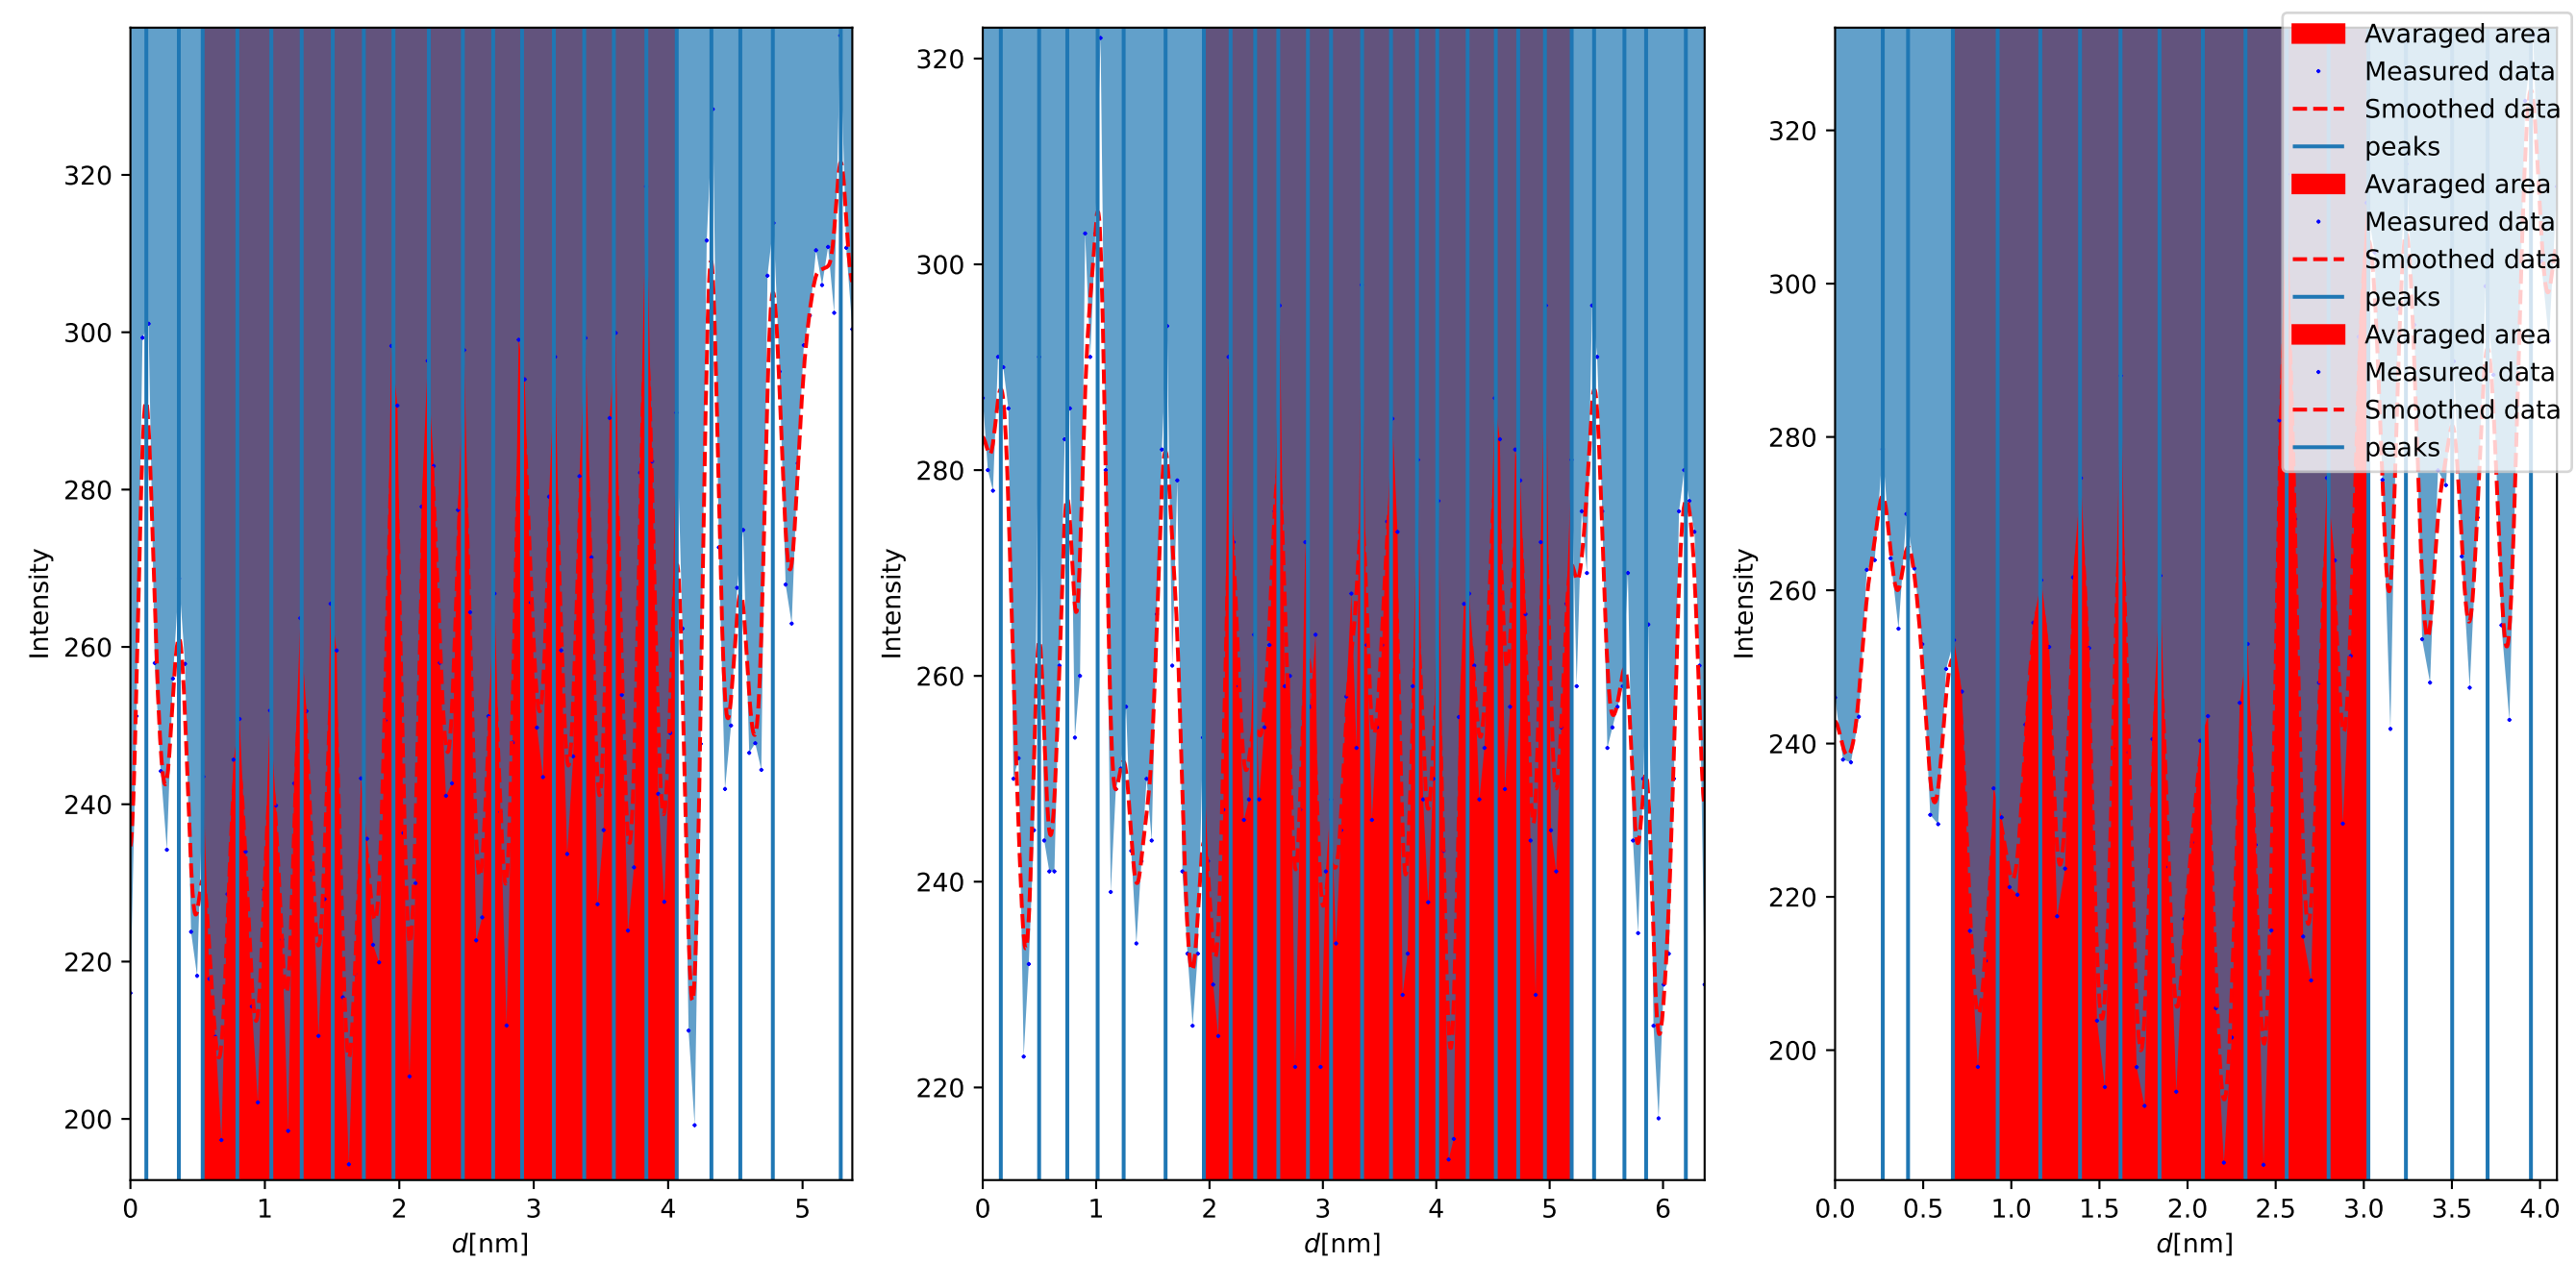 320
300
280
260
240
220
200
Intensity
0 1 2 3 4 5
d[nm]
320
300
280
260
240
220
Intensity
0 1 2 3 4 5 6
d[nm]
320
300
280
260
240
220
200
Intensity
0.0 0.5 1.0 1.5 2.0 2.5 3.0 3.5 4.0
d[nm]
Avaraged area
Measured data
Smoothed data
peaks
Avaraged area
Measured data
Smoothed data
peaks
Avaraged area
Measured data
Smoothed data
peaks